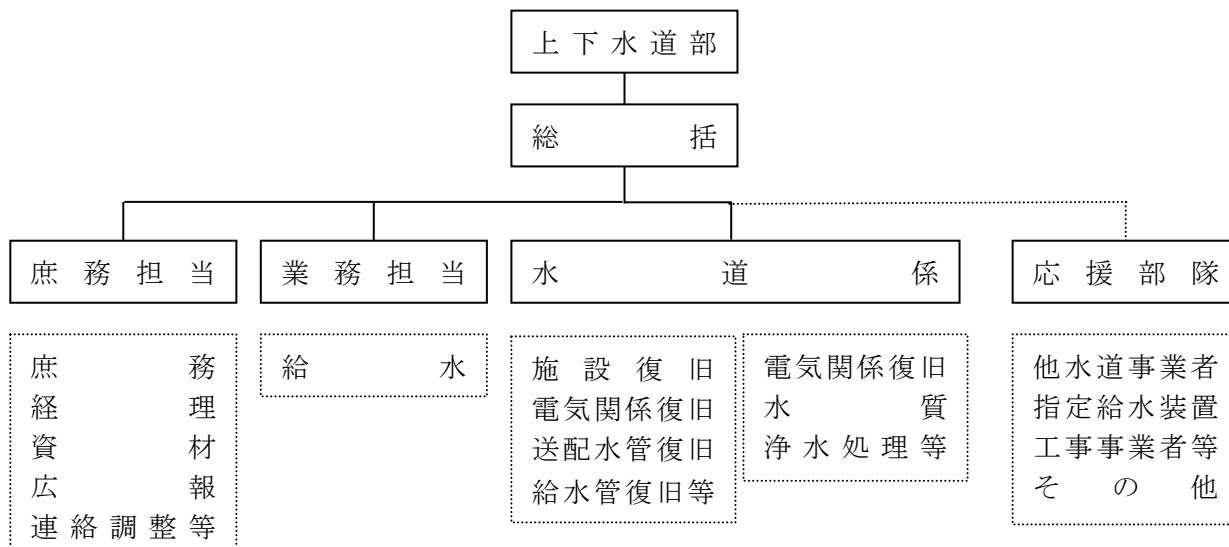 上下水道部
総括
庶務担当
業務担当
水道係
応援部隊
庶務
経理
資材
広報
連絡調整等
給水
施設復旧
電気関係復旧
送配水管復旧
給水管復旧等
電気関係復旧
水質
浄水処理等
他水道事業者
指定給水装置
工事事業者等
その他